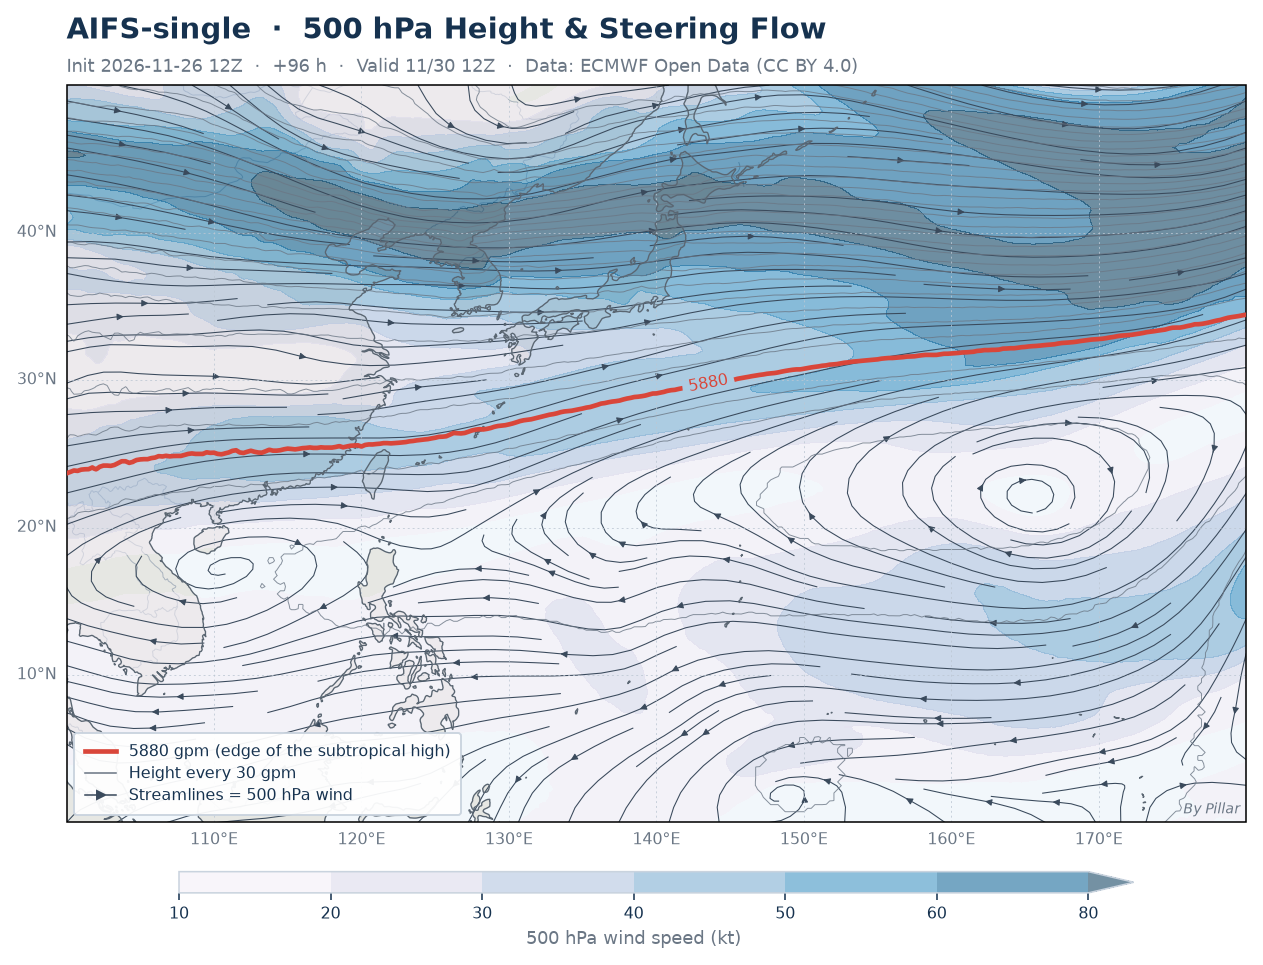 AIFS-single · 500 hPa Height & Steering Flow
Init 2026-11-26 12Z · +96 h · Valid 11/30 12Z · Data: ECMWF Open Data (CC BY 4.0)
40°N
30°N
20°N
10°N
5880
5880 gpm (edge of the subtropical high)
Height every 30 gpm
Streamlines = 500 hPa wind
By Pillar
110°E 120°E 130°E 140°E 150°E 160°E 170°E
10 20 30 40 50 60 80
500 hPa wind speed (kt)